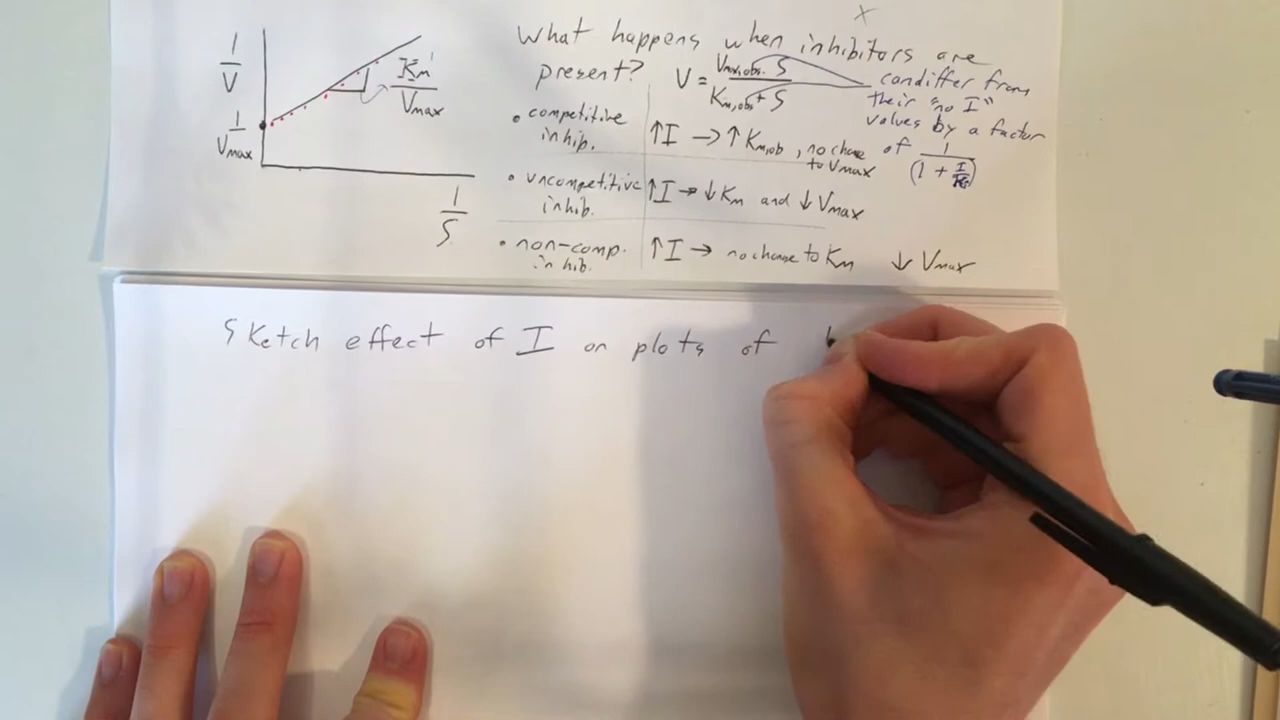 1/V
1/Vmax
Km/Vmax
1/S
What happens when inhibitors are
present? V = Vmax,obs. S / Km,obs + S
can differ from
their "no I"
values by a factor
of 1/(1 + I/
• competitive
inhib.
↑I → ↑ Km,ob, no change
to Vmax
• uncompetitive
inhib.
↑I → ↓ Km and ↓ Vmax
• non-comp.
inhib.
↑I → no change to Km ↓ Vmax
Sketch effect of I on plots of